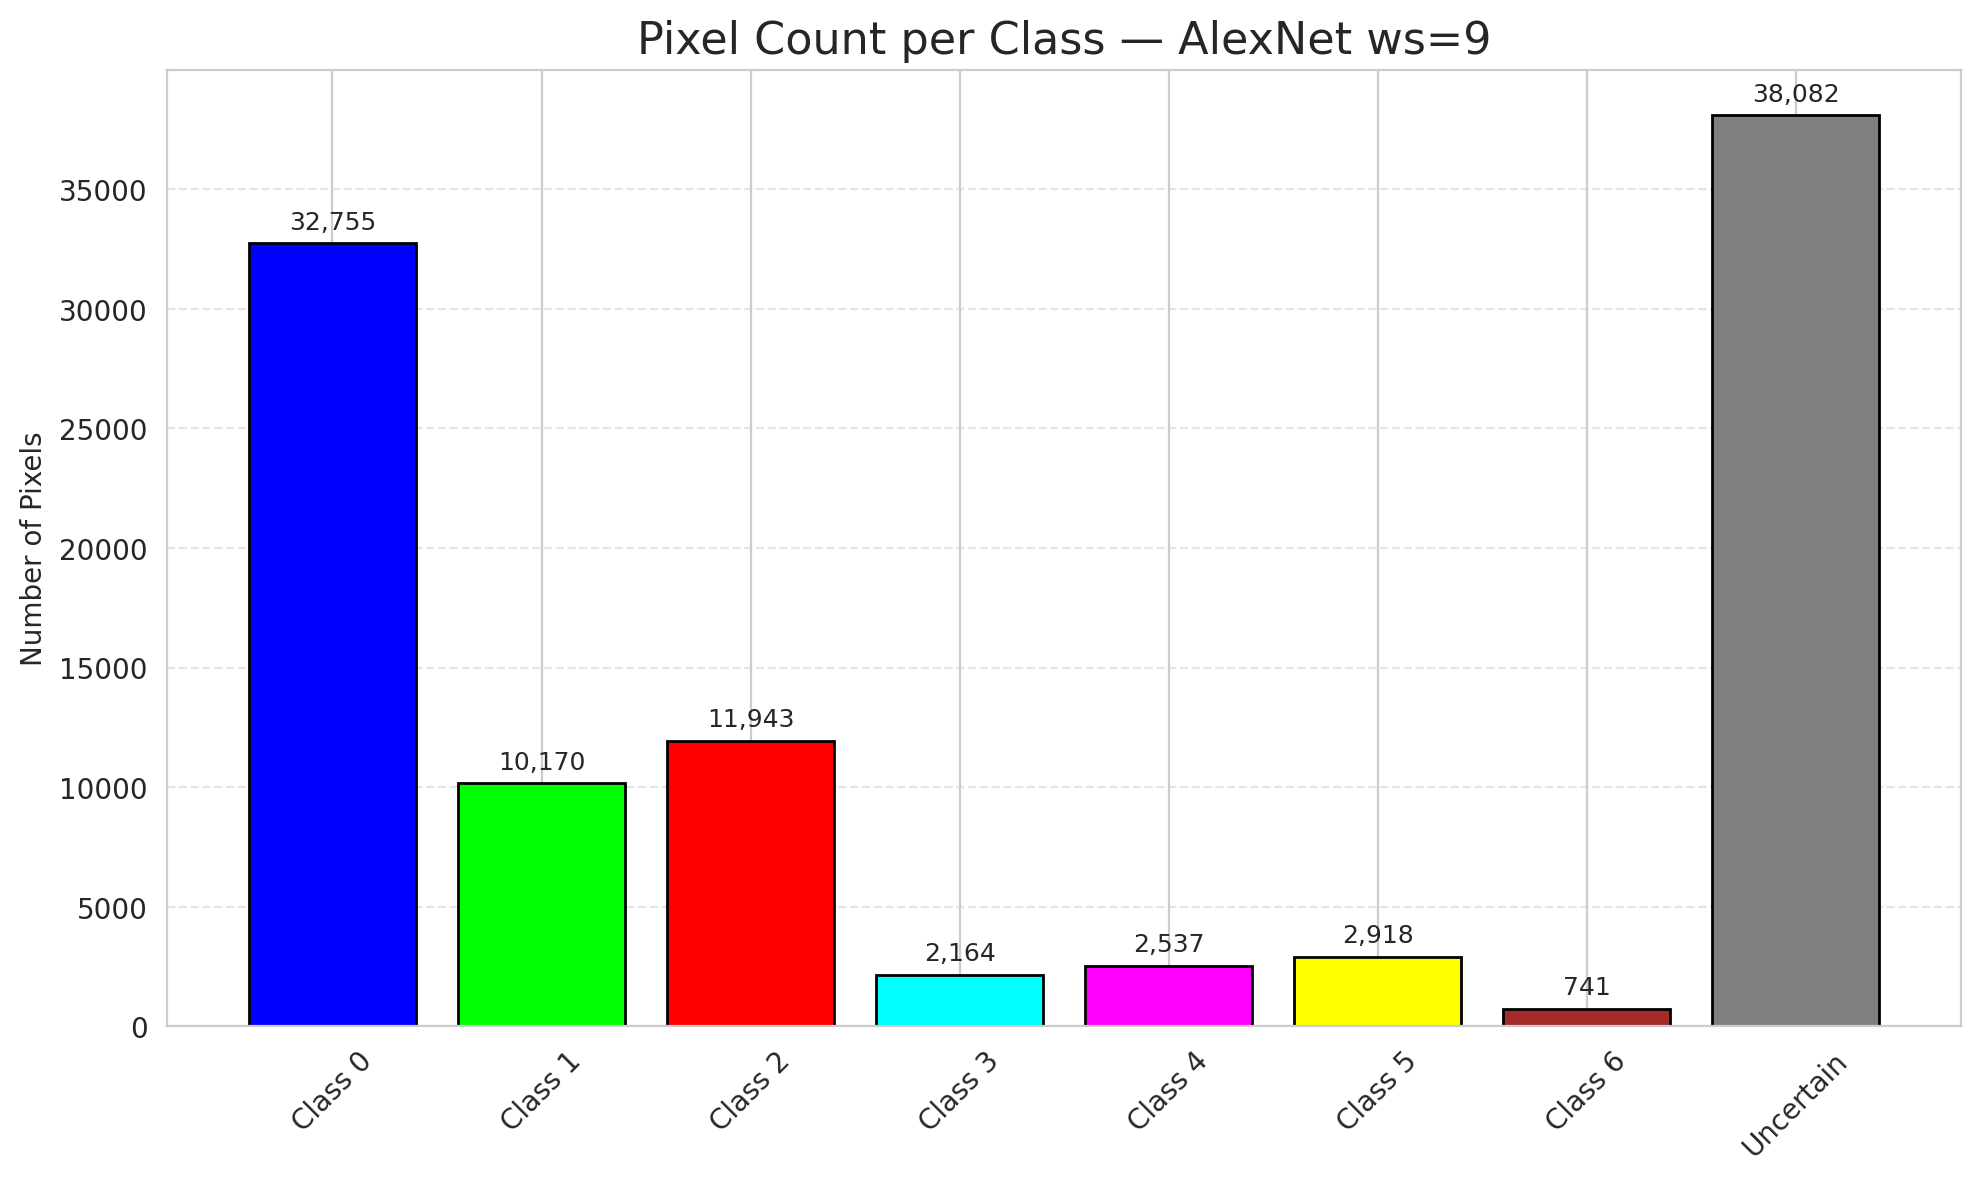 Pixel Count per Class — AlexNet ws=9
Number of Pixels
35000
30000
25000
20000
15000
10000
5000
0
32,755
10,170
11,943
2,164
2,537
2,918
741
38,082
Class 0
Class 1
Class 2
Class 3
Class 4
Class 5
Class 6
Uncertain